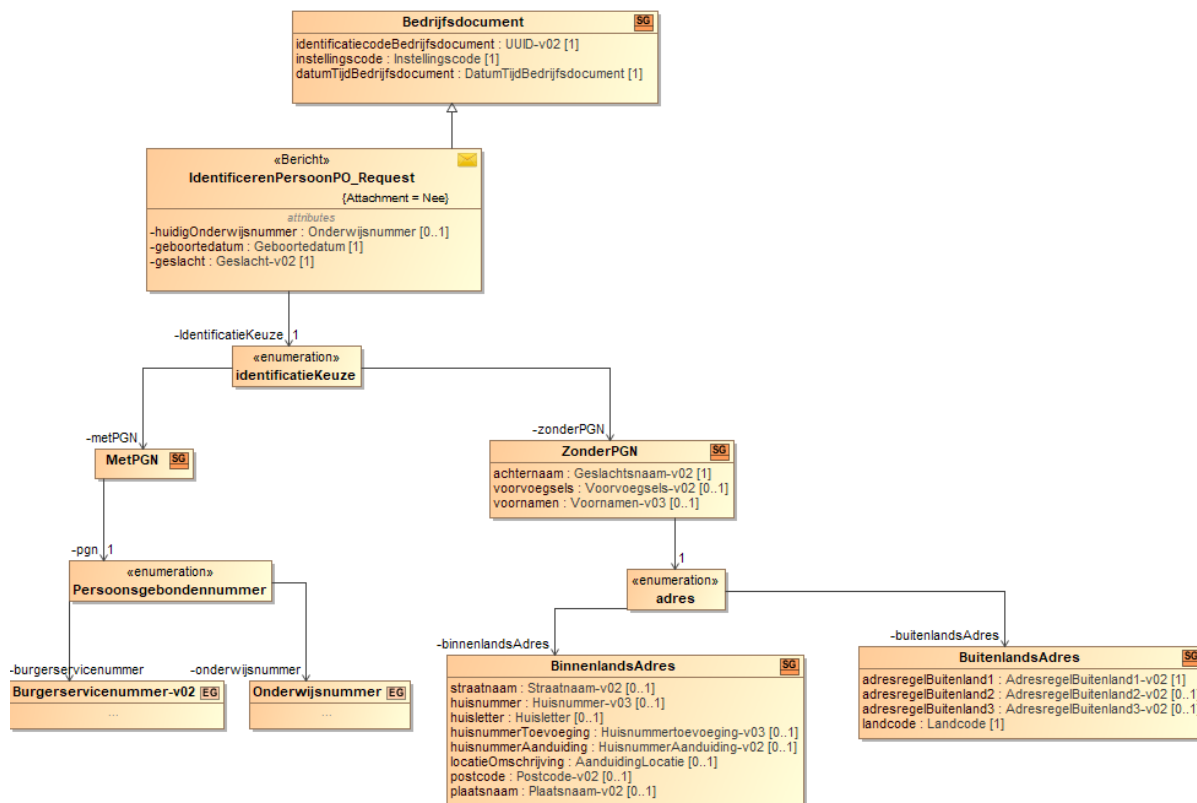 Bedrijfsdocument
SG
identificatiecodeBedrijfsdocument : UUID-v02 [1]
instellingscode : Instellingscode [1]
datumTijdBedrijfsdocument : DatumTijdBedrijfsdocument [1]
«Bericht»
IdentificerenPersoonPO_Request
{Attachment = Nee}
attributes
-huidigOnderwijsnummer : Onderwijsnummer [0..1]
-geboortedatum : Geboortedatum [1]
-geslacht : Geslacht-v02 [1]
-IdentificatieKeuze 1
«enumeration»
identificatieKeuze
-metPGN
-zonderPGN
MetPGN SG
ZonderPGN SG
achternaam : Geslachtsnaam-v02 [1]
voorvoegsels : Voorvoegsels-v02 [0..1]
voornamen : Voornamen-v03 [0..1]
-pgn 1
1
«enumeration»
Persoonsgebondennummer
«enumeration»
adres
-burgerservicenummer
-onderwijsnummer
-binnenlandsAdres
-buitenlandsAdres
Burgerservicenummer-v02 EG
...
Onderwijsnummer EG
...
BinnenlandsAdres SG
straatnaam : Straatnaam-v02 [0..1]
huisnummer : Huisnummer-v03 [0..1]
huisletter : Huisletter [0..1]
huisnummerToevoeging : Huisnummertoevoeging-v03 [0..1]
huisnummerAanduiding : HuisnummerAanduiding-v02 [0..1]
locatieOmschrijving : AanduidingLocatie [0..1]
postcode : Postcode-v02 [0..1]
plaatsnaam : Plaatsnaam-v02 [0..1]
BuitenlandsAdres SG
adresregelBuitenland1 : AdresregelBuitenland1-v02 [1]
adresregelBuitenland2 : AdresregelBuitenland2-v02 [0..1]
adresregelBuitenland3 : AdresregelBuitenland3-v02 [0..1]
landcode : Landcode [1]